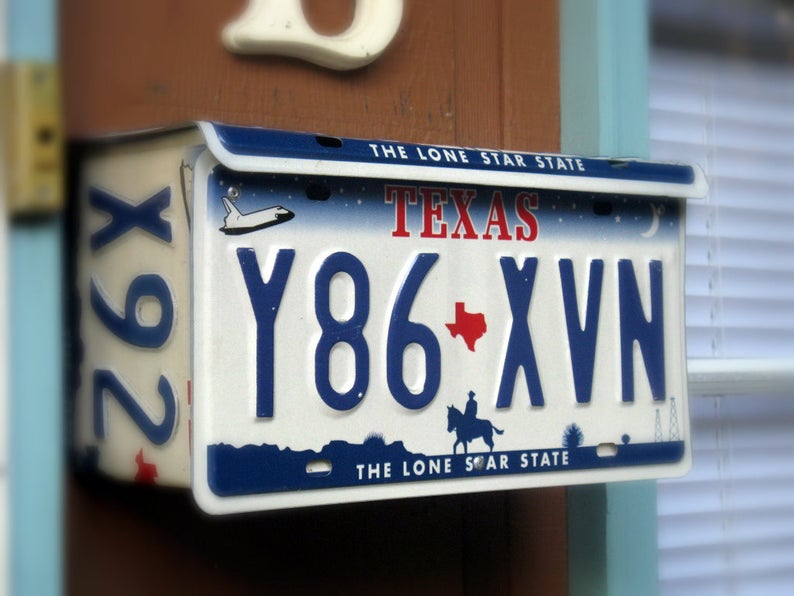 THE LONE STAR STATE
TEXAS
Y86 XVN
THE LONE STAR STATE
X92